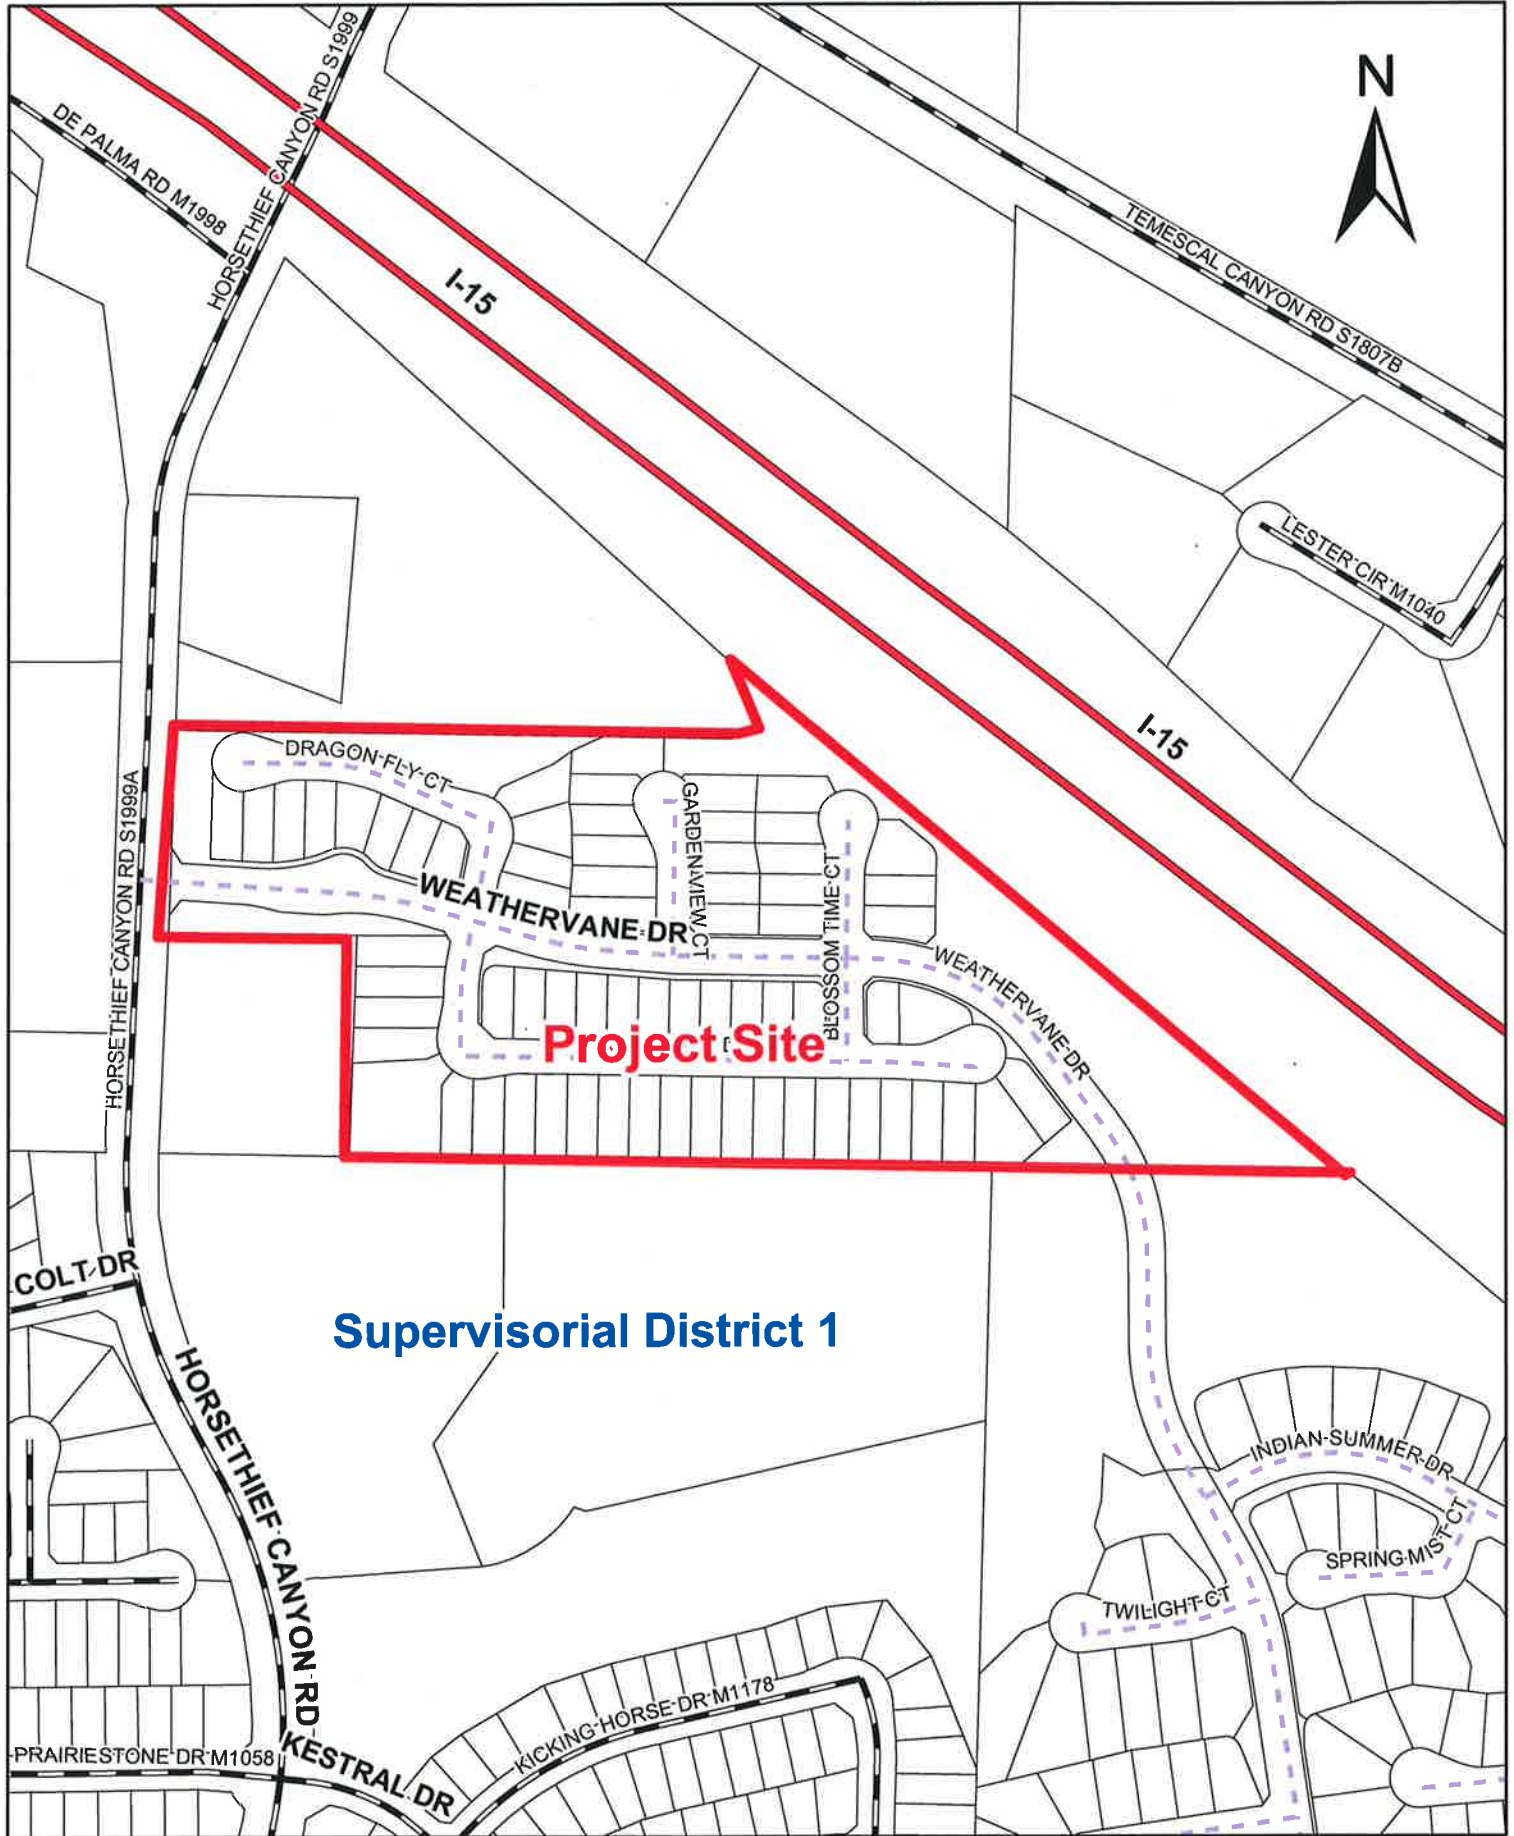 N
HORSETHIEF CANYON RD S1999
DE PALMA RD M1998
TEMESCAL CANYON RD S1807B
I-15
LESTER CIR M1040
I-15
DRAGON FLY CT
GARDEN VIEW CT
HORSETHIEF CANYON RD S1999A
WEATHERVANE DR
BLOSSOM TIME CT
WEATHERVANE DR
Project Site
COLT DR
Supervisorial District 1
HORSETHIEF CANYON RD
INDIAN SUMMER DR
SPRING MIST CT
TWILIGHT CT
KICKING HORSE DR M1178
PRAIRIESTONE DR M1058
KESTRAL DR